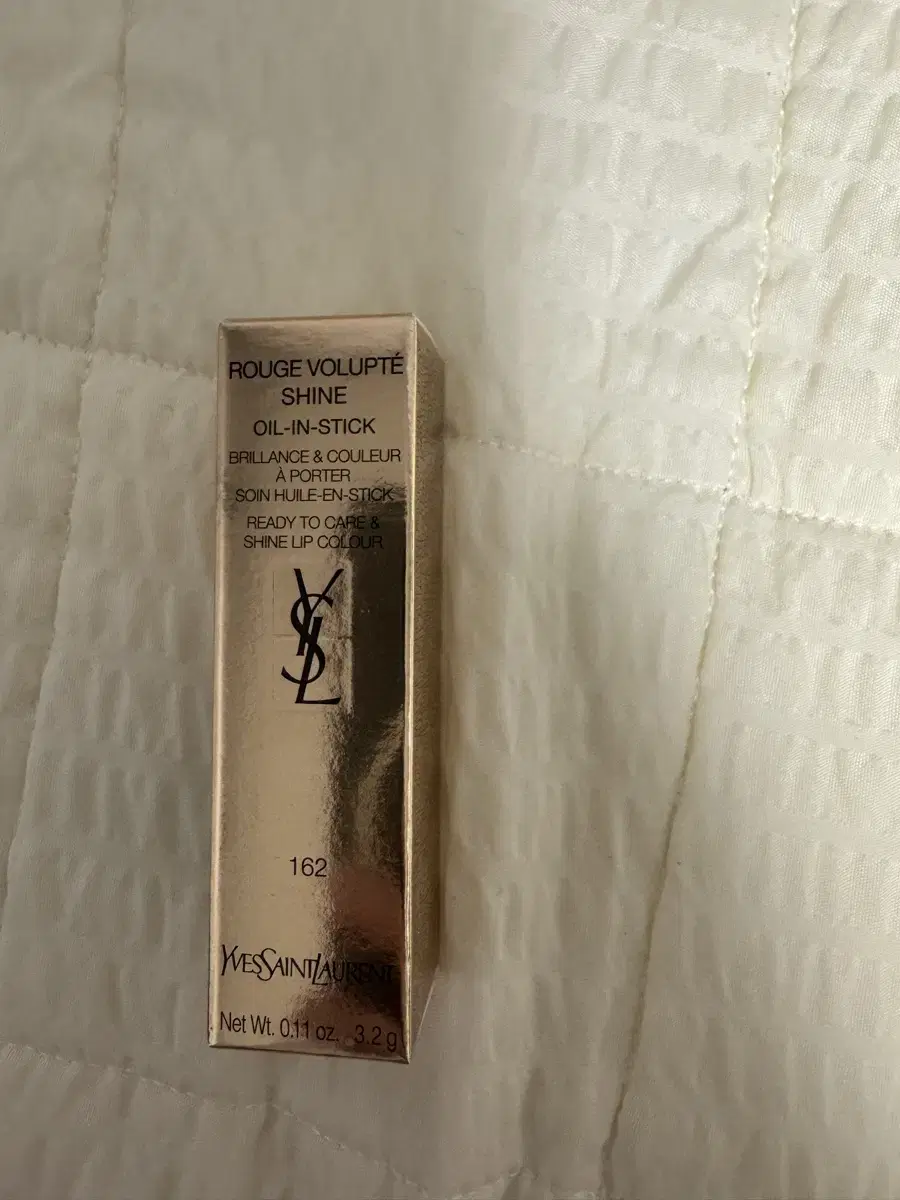 ROUGE VOLUPTÉ
SHINE
OIL-IN-STICK
BRILLANCE & COULEUR
À PORTER
SOIN HUILE-EN-STICK
READY TO CARE &
SHINE LIP COLOUR
YSL
162
YVESSAINTLAURENT
Net Wt. 0.11 oz. 3.2 g